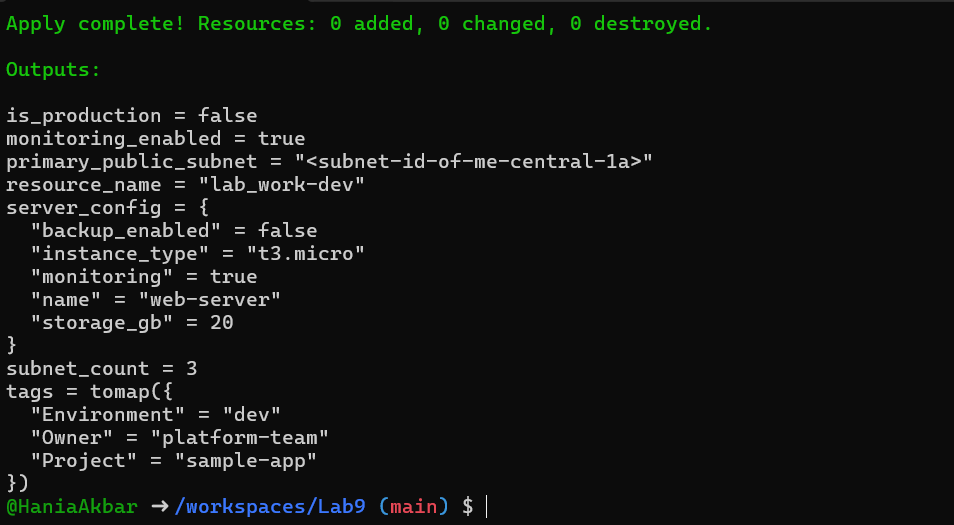 Apply complete! Resources: 0 added, 0 changed, 0 destroyed.
Outputs:
is_production = false
monitoring_enabled = true
primary_public_subnet = "<subnet-id-of-me-central-1a>"
resource_name = "lab_work-dev"
server_config = {
  "backup_enabled" = false
  "instance_type" = "t3.micro"
  "monitoring" = true
  "name" = "web-server"
  "storage_gb" = 20
}
subnet_count = 3
tags = tomap({
  "Environment" = "dev"
  "Owner" = "platform-team"
  "Project" = "sample-app"
})
@HaniaAkbar ➜ /workspaces/Lab9 (main) $